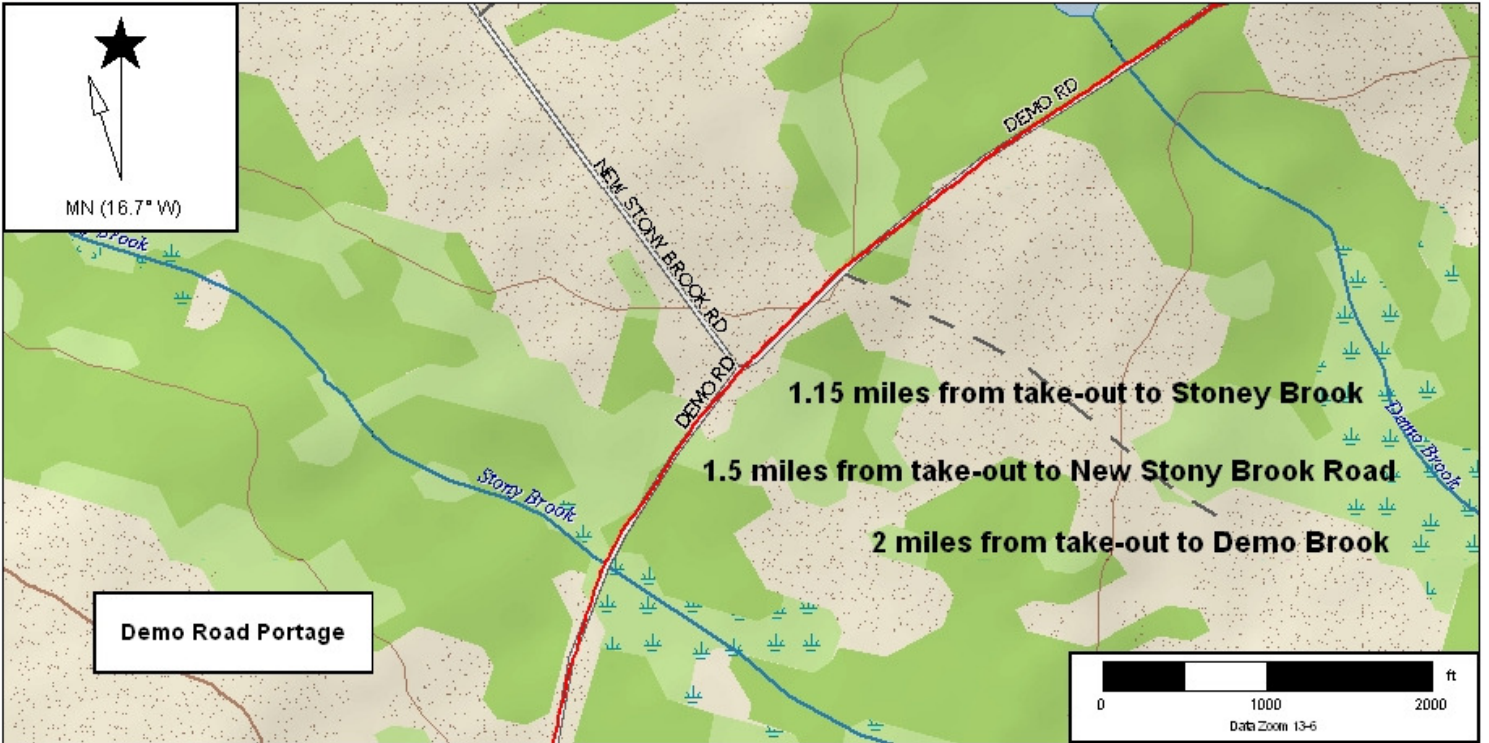 MN (16.7° W)
Brook
NEW STONY BROOK RD
DEMO RD
DEMO RD
1.15 miles from take-out to Stoney Brook
1.5 miles from take-out to New Stony Brook Road
2 miles from take-out to Demo Brook
Demo Brook
Stony Brook
Demo Road Portage
ft
0 1000 2000
Data Zoom 13-6